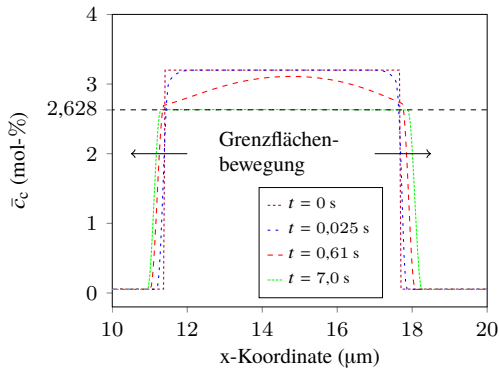 4
3
2,628
2
1
0
c̄c (mol-%)
Grenzflächen-
bewegung
t = 0 s
t = 0,025 s
t = 0,61 s
t = 7,0 s
10 12 14 16 18 20
x-Koordinate (μm)